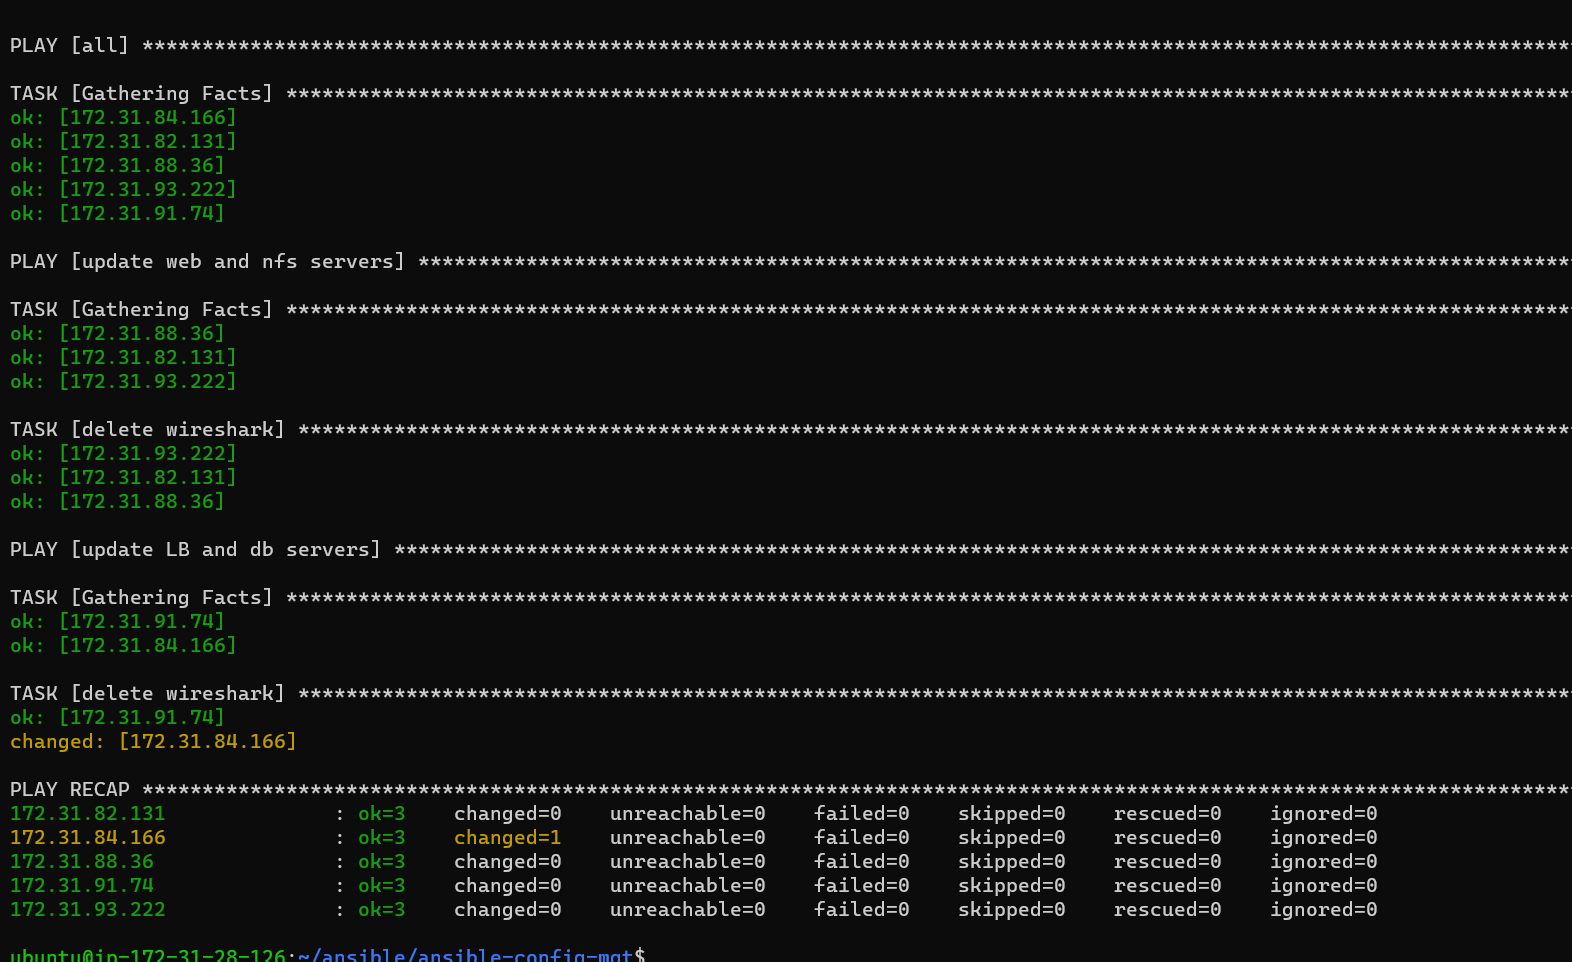 PLAY [all] ***********************************************************************************************************************
TASK [Gathering Facts] ***********************************************************************************************************
ok: [172.31.84.166]
ok: [172.31.82.131]
ok: [172.31.88.36]
ok: [172.31.93.222]
ok: [172.31.91.74]
PLAY [update web and nfs servers] ************************************************************************************************
TASK [Gathering Facts] ***********************************************************************************************************
ok: [172.31.88.36]
ok: [172.31.82.131]
ok: [172.31.93.222]
TASK [delete wireshark] **********************************************************************************************************
ok: [172.31.93.222]
ok: [172.31.82.131]
ok: [172.31.88.36]
PLAY [update LB and db servers] **************************************************************************************************
TASK [Gathering Facts] ***********************************************************************************************************
ok: [172.31.91.74]
ok: [172.31.84.166]
TASK [delete wireshark] **********************************************************************************************************
ok: [172.31.91.74]
changed: [172.31.84.166]
PLAY RECAP ***********************************************************************************************************************
172.31.82.131              : ok=3    changed=0    unreachable=0    failed=0    skipped=0    rescued=0    ignored=0
172.31.84.166              : ok=3    changed=1    unreachable=0    failed=0    skipped=0    rescued=0    ignored=0
172.31.88.36               : ok=3    changed=0    unreachable=0    failed=0    skipped=0    rescued=0    ignored=0
172.31.91.74               : ok=3    changed=0    unreachable=0    failed=0    skipped=0    rescued=0    ignored=0
172.31.93.222              : ok=3    changed=0    unreachable=0    failed=0    skipped=0    rescued=0    ignored=0
ubuntu@ip-172-31-28-126:~/ansible/ansible-config-mgt$